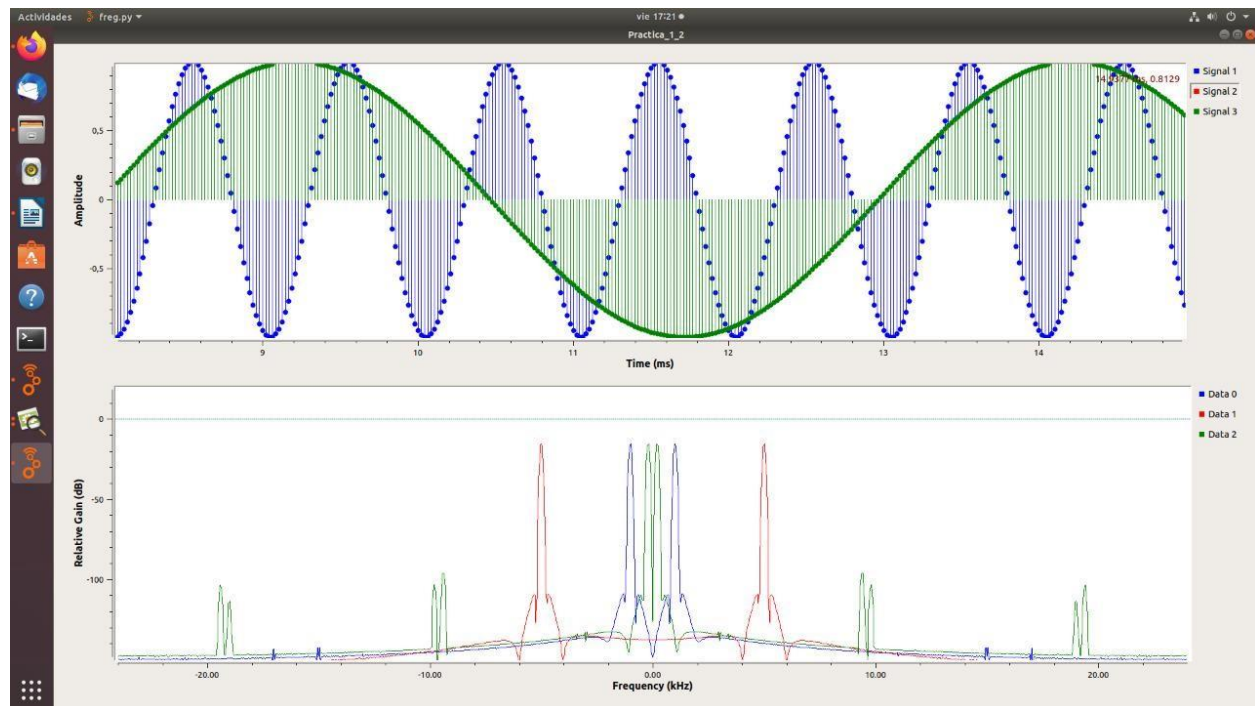 Actividades
freg.py
vie 17:21
Practica_1_2
Signal 1
Signal 2
Signal 3
0.8129
0,5
0
-0,5
Amplitude
9
10
11
12
13
14
Time (ms)
Data 0
Data 1
Data 2
0
-50
-100
Relative Gain (dB)
-20.00
-10.00
0.00
10.00
20.00
Frequency (kHz)